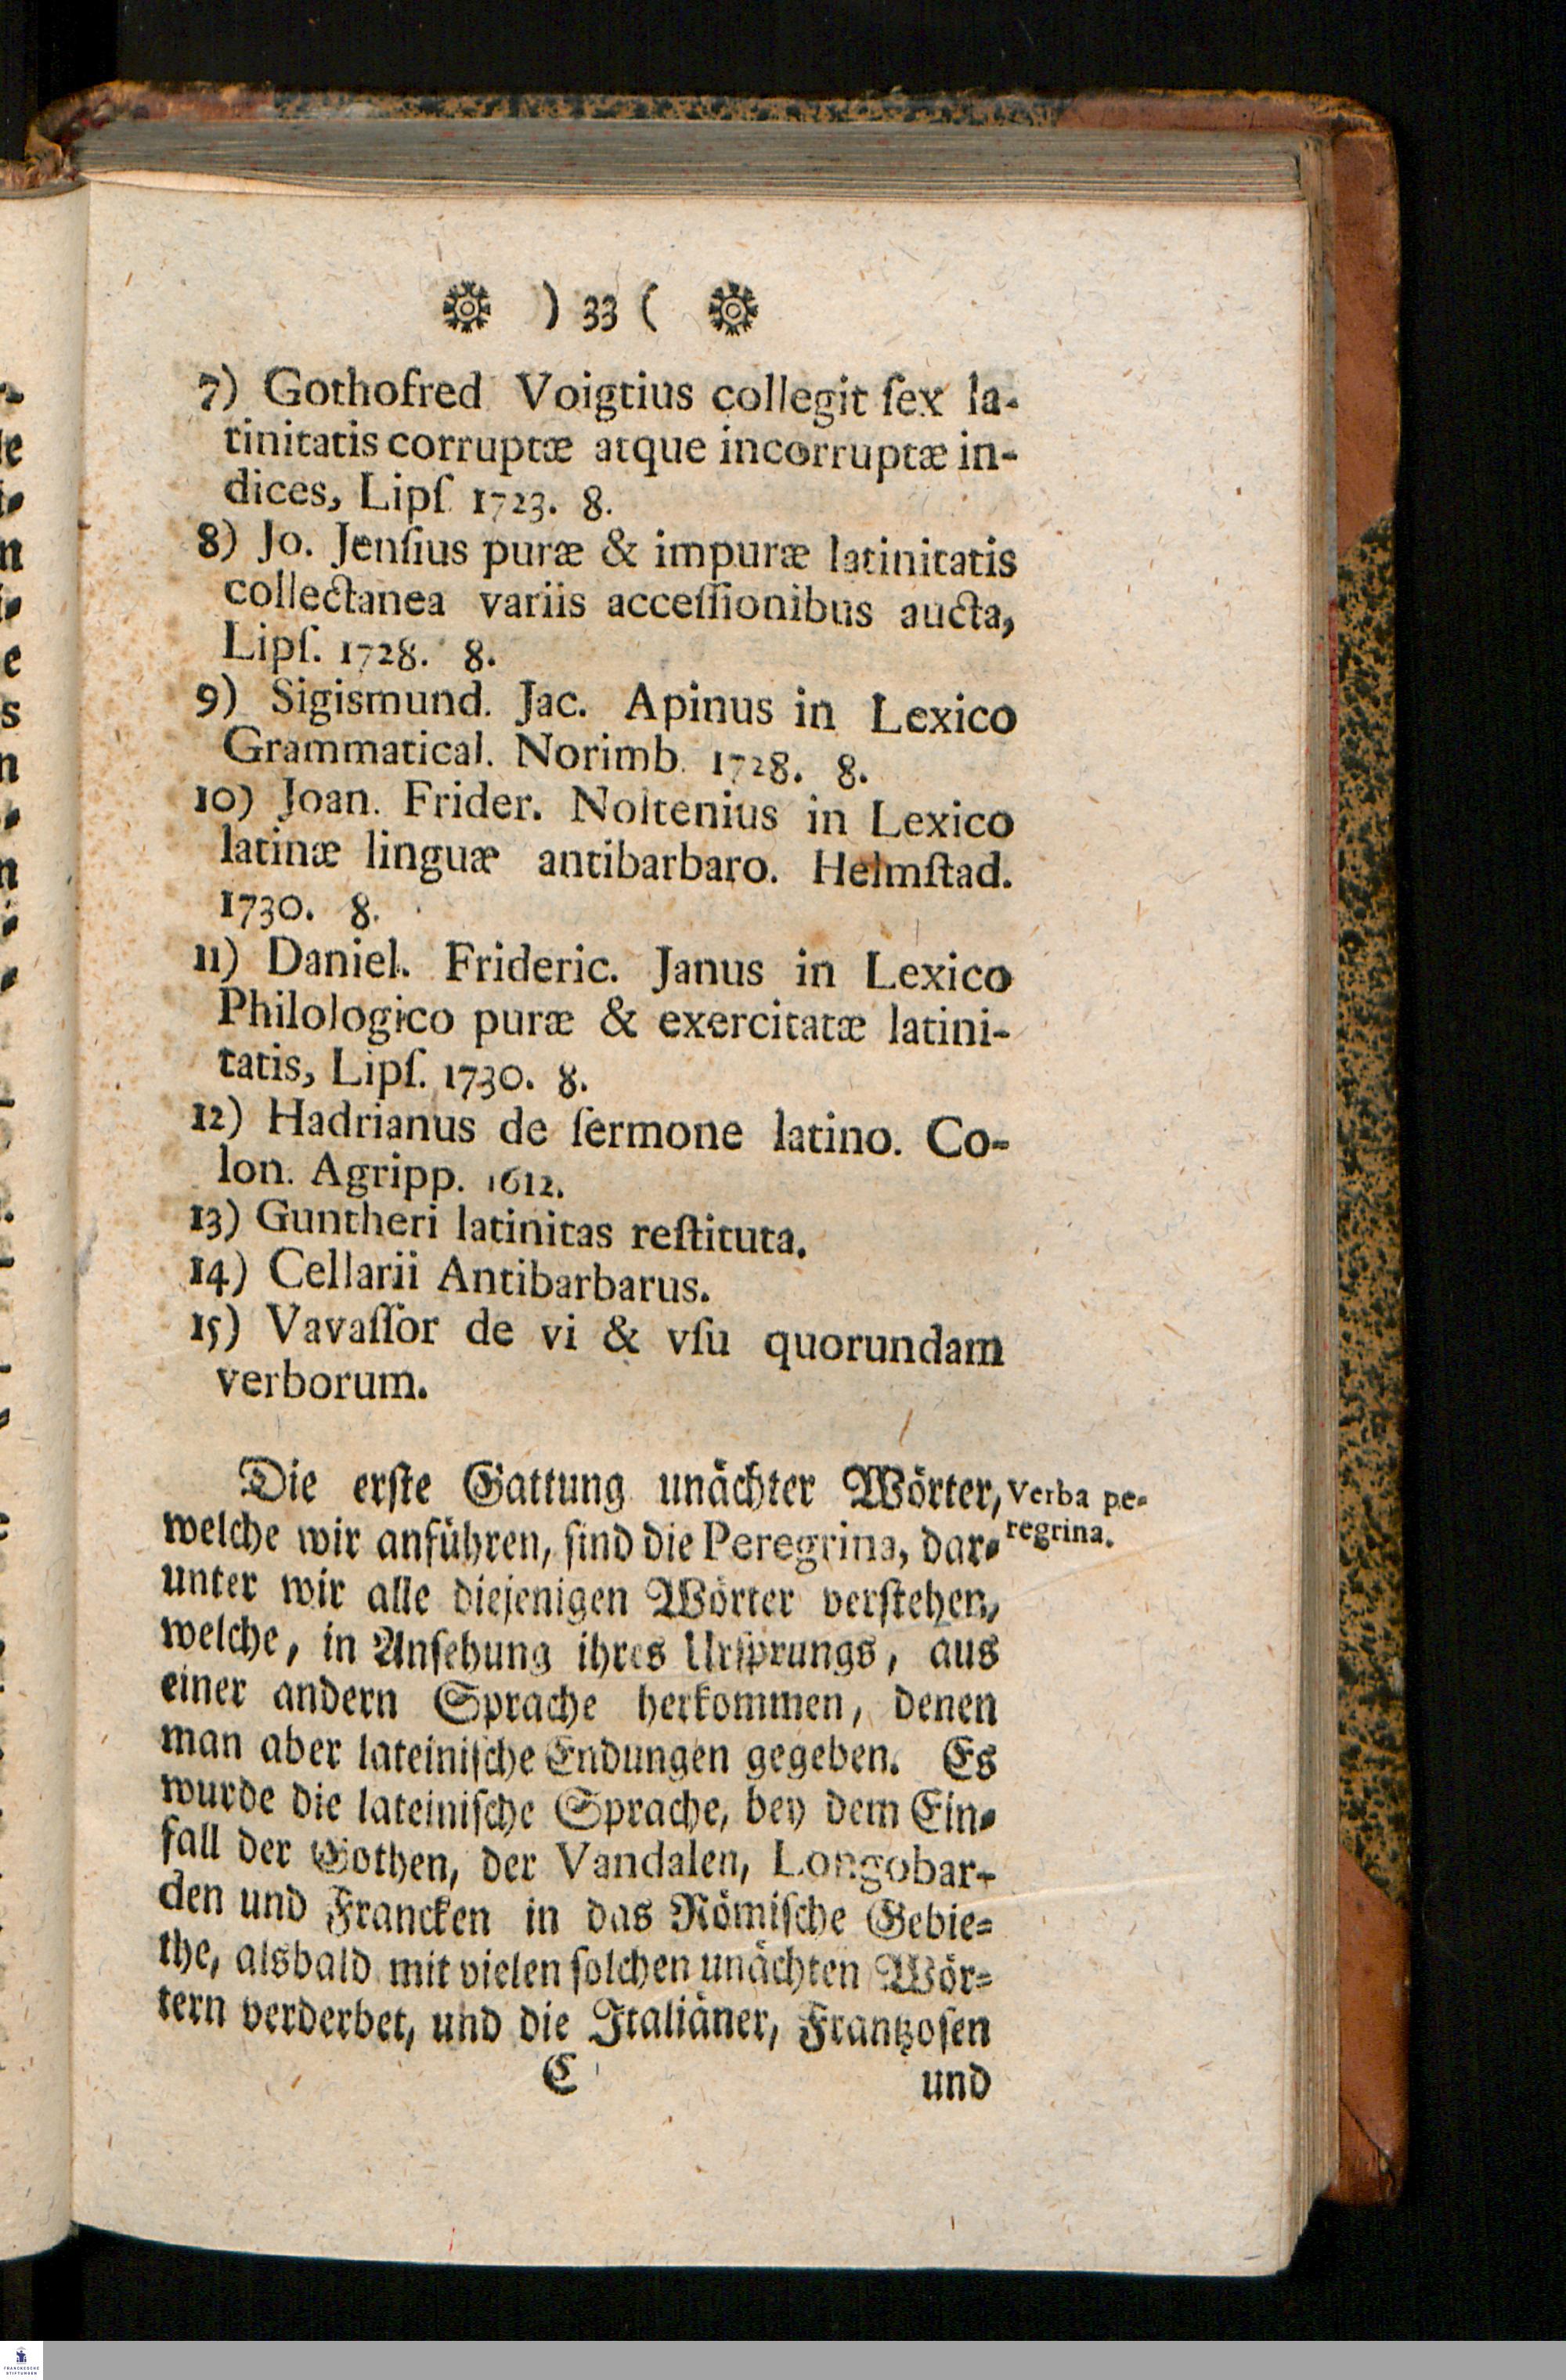 ) 33 (
7) Gothofred Voigtius collegit ſex la-
tinitatis corruptæ atque incorruptæ in-
dices, Lipſ. 1723. 8.
8) Jo. Jenſius puræ & impuræ latinitatis
collectanea variis acceſſionibus aucta,
Lipſ. 1728. 8.
9) Sigismund. Jac. Apinus in Lexico
Grammatical. Norimb. 1728. 8.
10) Joan. Frider. Noltenius in Lexico
latinæ linguæ antibarbaro. Helmſtad.
1730. 8.
11) Daniel. Frideric. Janus in Lexico
Philologico puræ & exercitatæ latini-
tatis, Lipſ. 1730. 8.
12) Hadrianus de ſermone latino. Co-
lon. Agripp. 1612.
13) Guntheri latinitas reſtituta.
14) Cellarii Antibarbarus.
15) Vavaſſor de vi & vſu quorundam
verborum.
Die erſte Gattung unächter Wörter,
Verba pe-
regrina.
welche wir anführen, ſind die Peregrina, dar-
unter wir alle diejenigen Wörter verſtehen,
welche, in Anſehung ihres Urſprungs, aus
einer andern Sprache herkommen, denen
man aber lateiniſche Endungen gegeben. Es
wurde die lateiniſche Sprache, bey dem Ein-
fall der Gothen, der Vandalen, Longobar-
den und Francken in das Römiſche Gebie-
the, alsbald mit vielen ſolchen unächten Wör-
tern verderbet, und die Italiäner, Frantzoſen
C
und
FRANCKESCHE
STIFTUNGEN